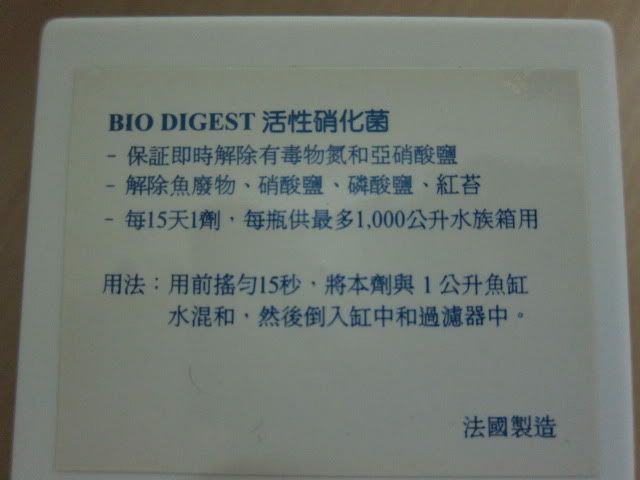 BIO DIGEST 活性硝化菌
- 保証即時解除有毒物氮和亞硝酸鹽
- 解除魚廢物、硝酸鹽、磷酸鹽、紅苔
- 每15天1劑，每瓶供最多1,000公升水族箱用
用法：用前搖勻15秒，將本劑與 1 公升魚缸
水混和，然後倒入缸中和過濾器中。
法國製造